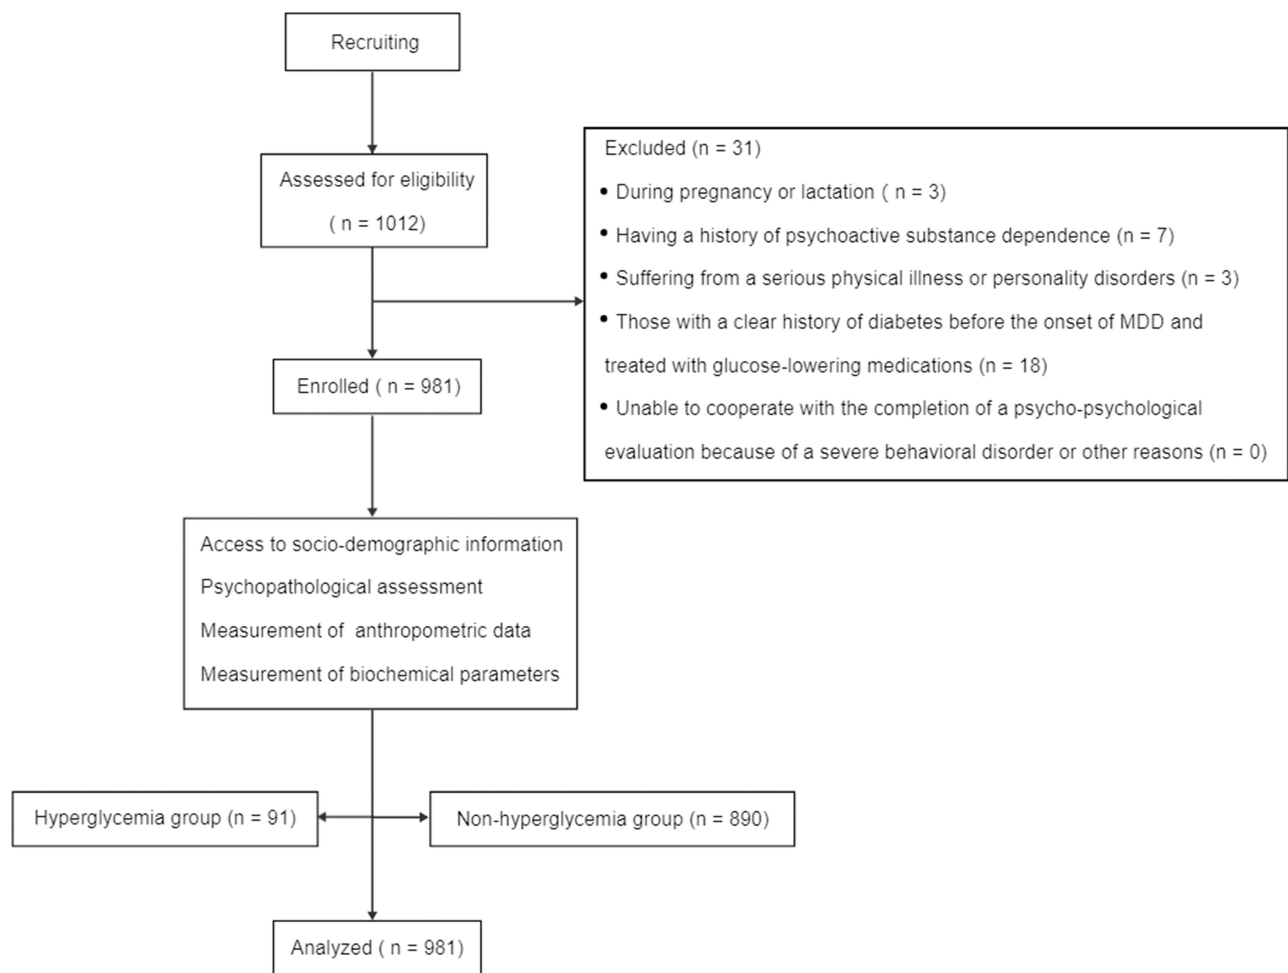 Recruiting
Assessed for eligibility
( n = 1012)
Excluded (n = 31)
• During pregnancy or lactation ( n = 3)
• Having a history of psychoactive substance dependence (n = 7)
• Suffering from a serious physical illness or personality disorders (n = 3)
• Those with a clear history of diabetes before the onset of MDD and
treated with glucose-lowering medications (n = 18)
• Unable to cooperate with the completion of a psycho-psychological
evaluation because of a severe behavioral disorder or other reasons (n = 0)
Enrolled ( n = 981)
Access to socio-demographic information
Psychopathological assessment
Measurement of anthropometric data
Measurement of biochemical parameters
Hyperglycemia group (n = 91)
Non-hyperglycemia group (n = 890)
Analyzed ( n = 981)